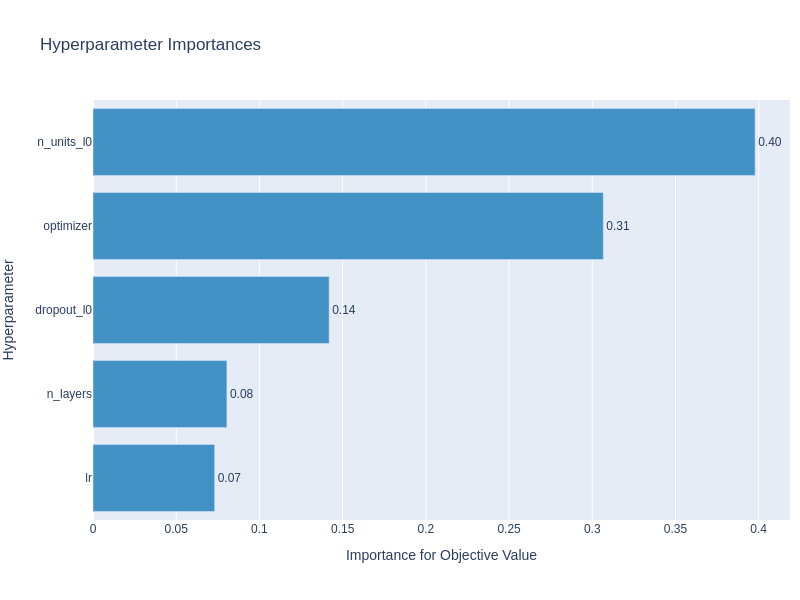 Hyperparameter Importances
Hyperparameter
n_units_l0
0.40
optimizer
0.31
dropout_l0
0.14
n_layers
0.08
lr
0.07
0
0.05
0.1
0.15
0.2
0.25
0.3
0.35
0.4
Importance for Objective Value